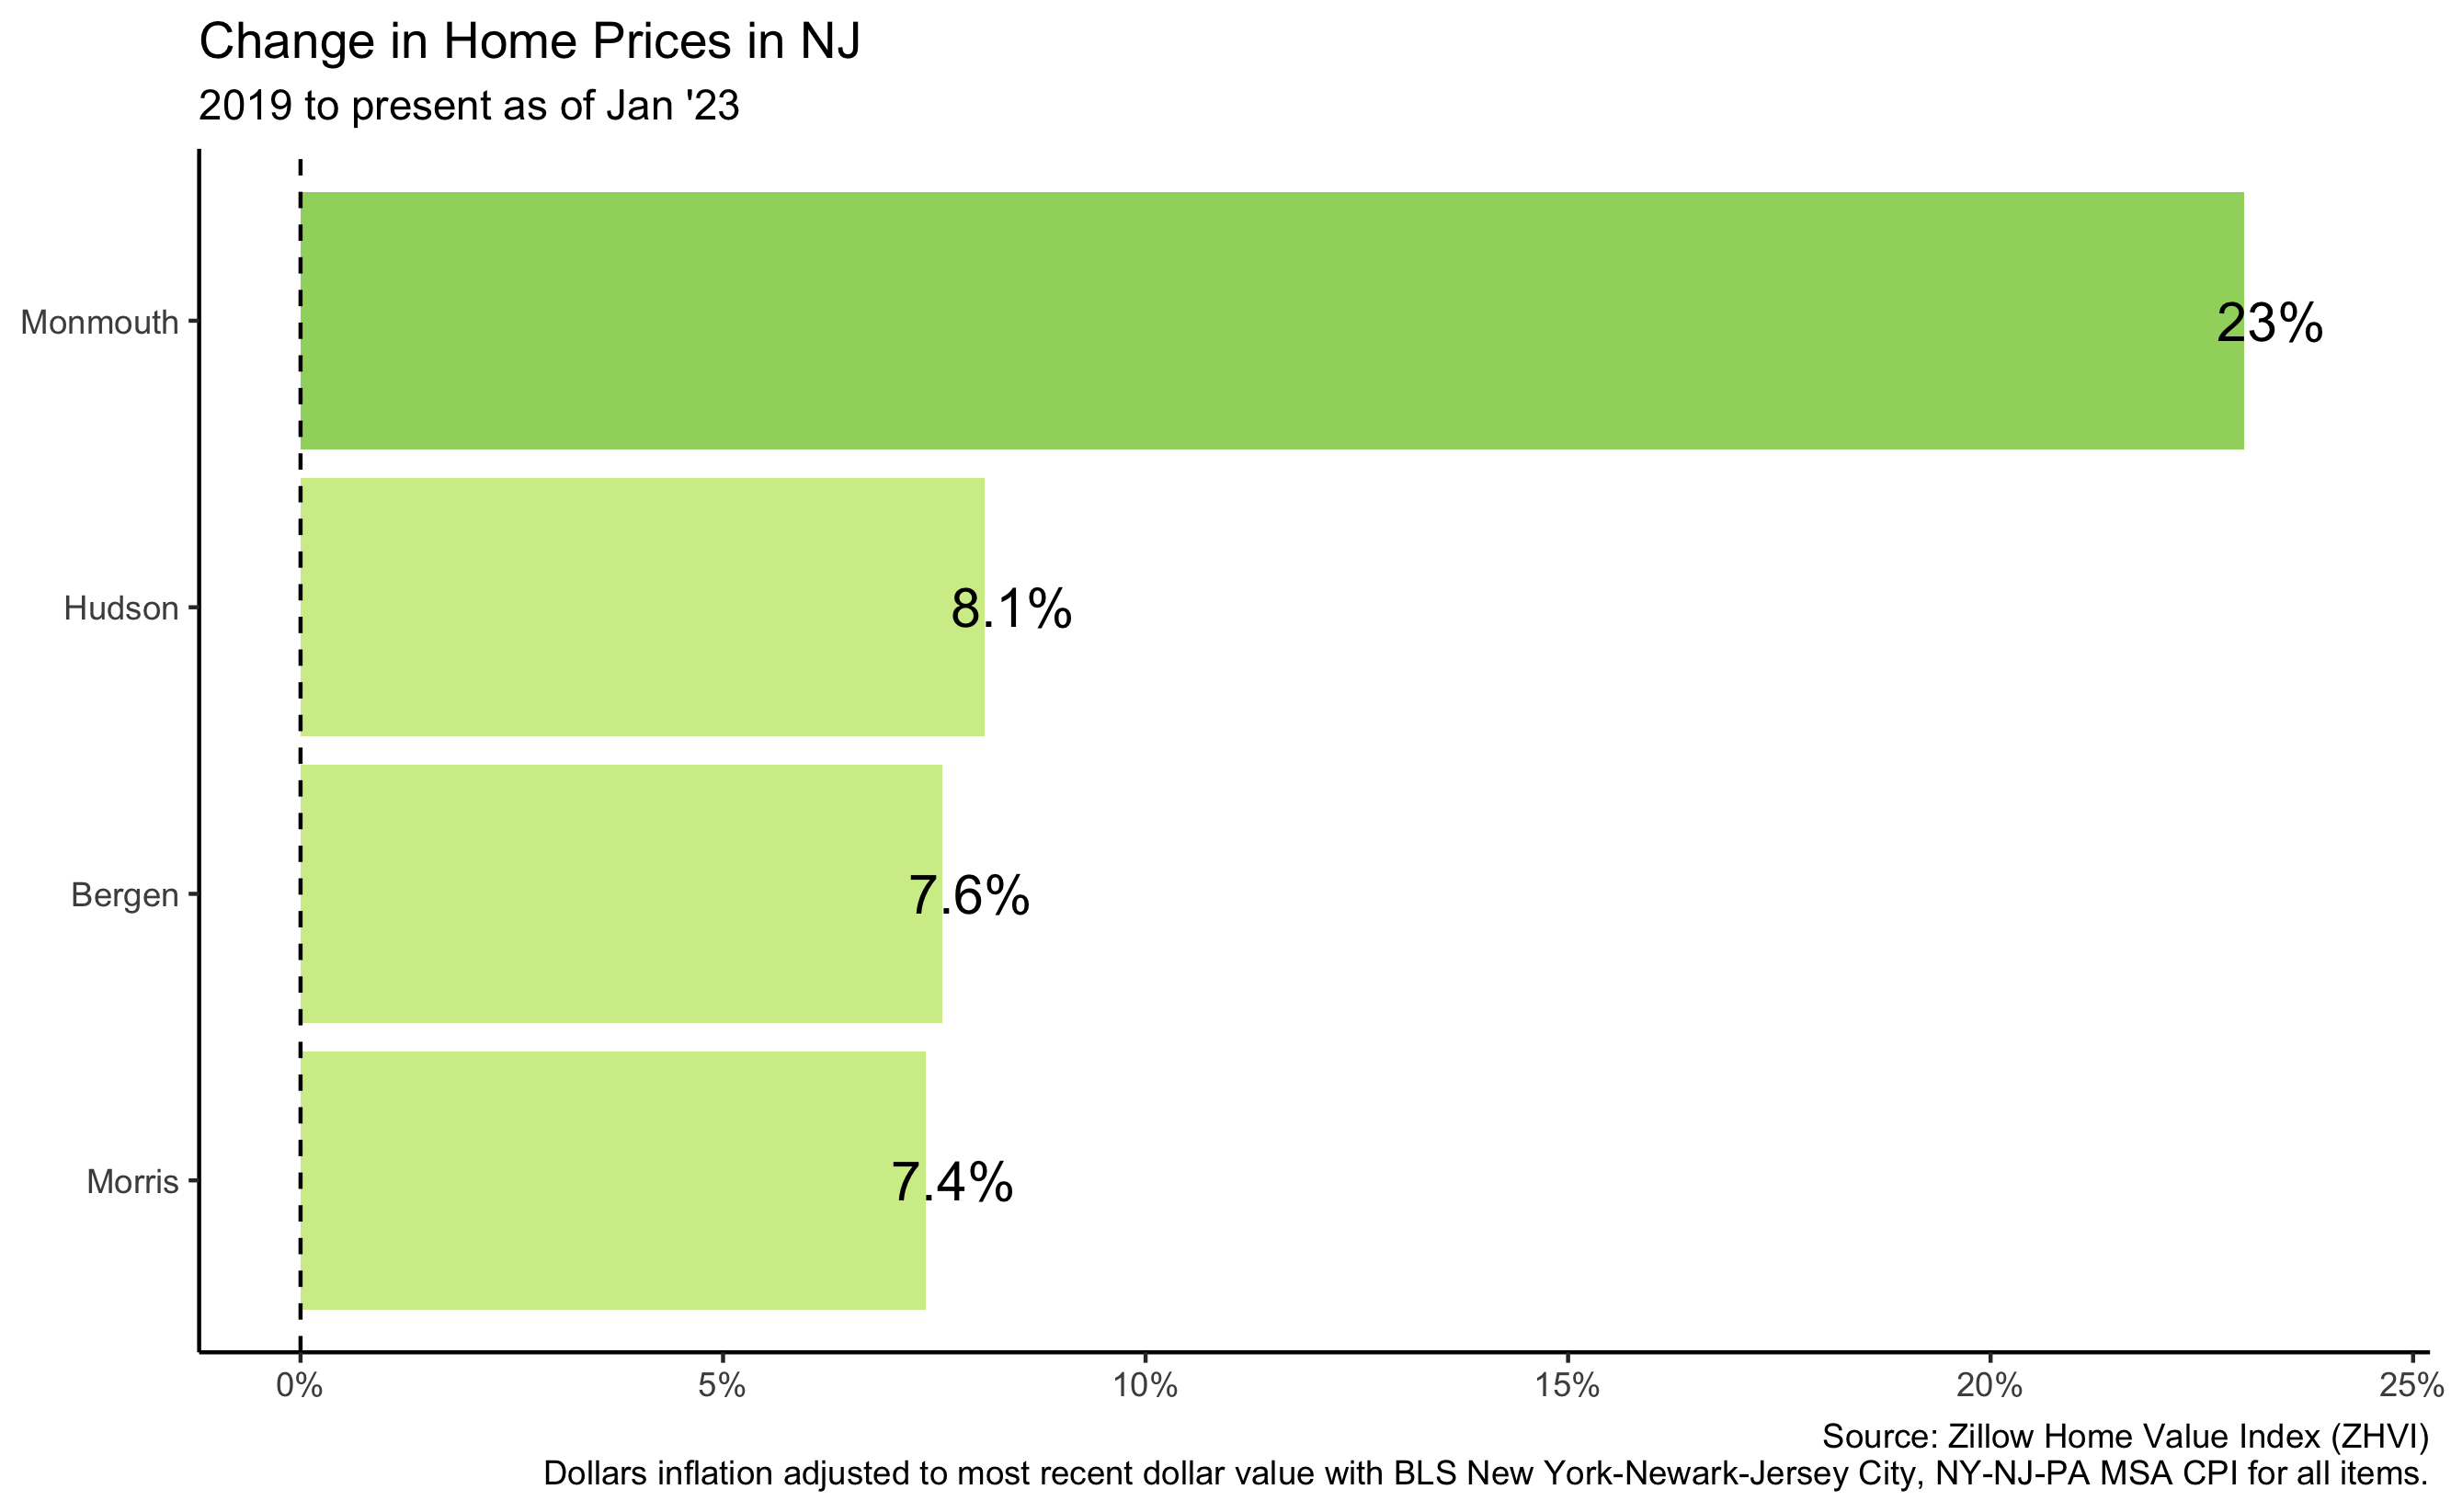 Change in Home Prices in NJ
2019 to present as of Jan '23
Monmouth
23%
Hudson
8.1%
Bergen
7.6%
Morris
7.4%
0%
5%
10%
15%
20%
25%
Source: Zillow Home Value Index (ZHVI)
Dollars inflation adjusted to most recent dollar value with BLS New York-Newark-Jersey City, NY-NJ-PA MSA CPI for all items.